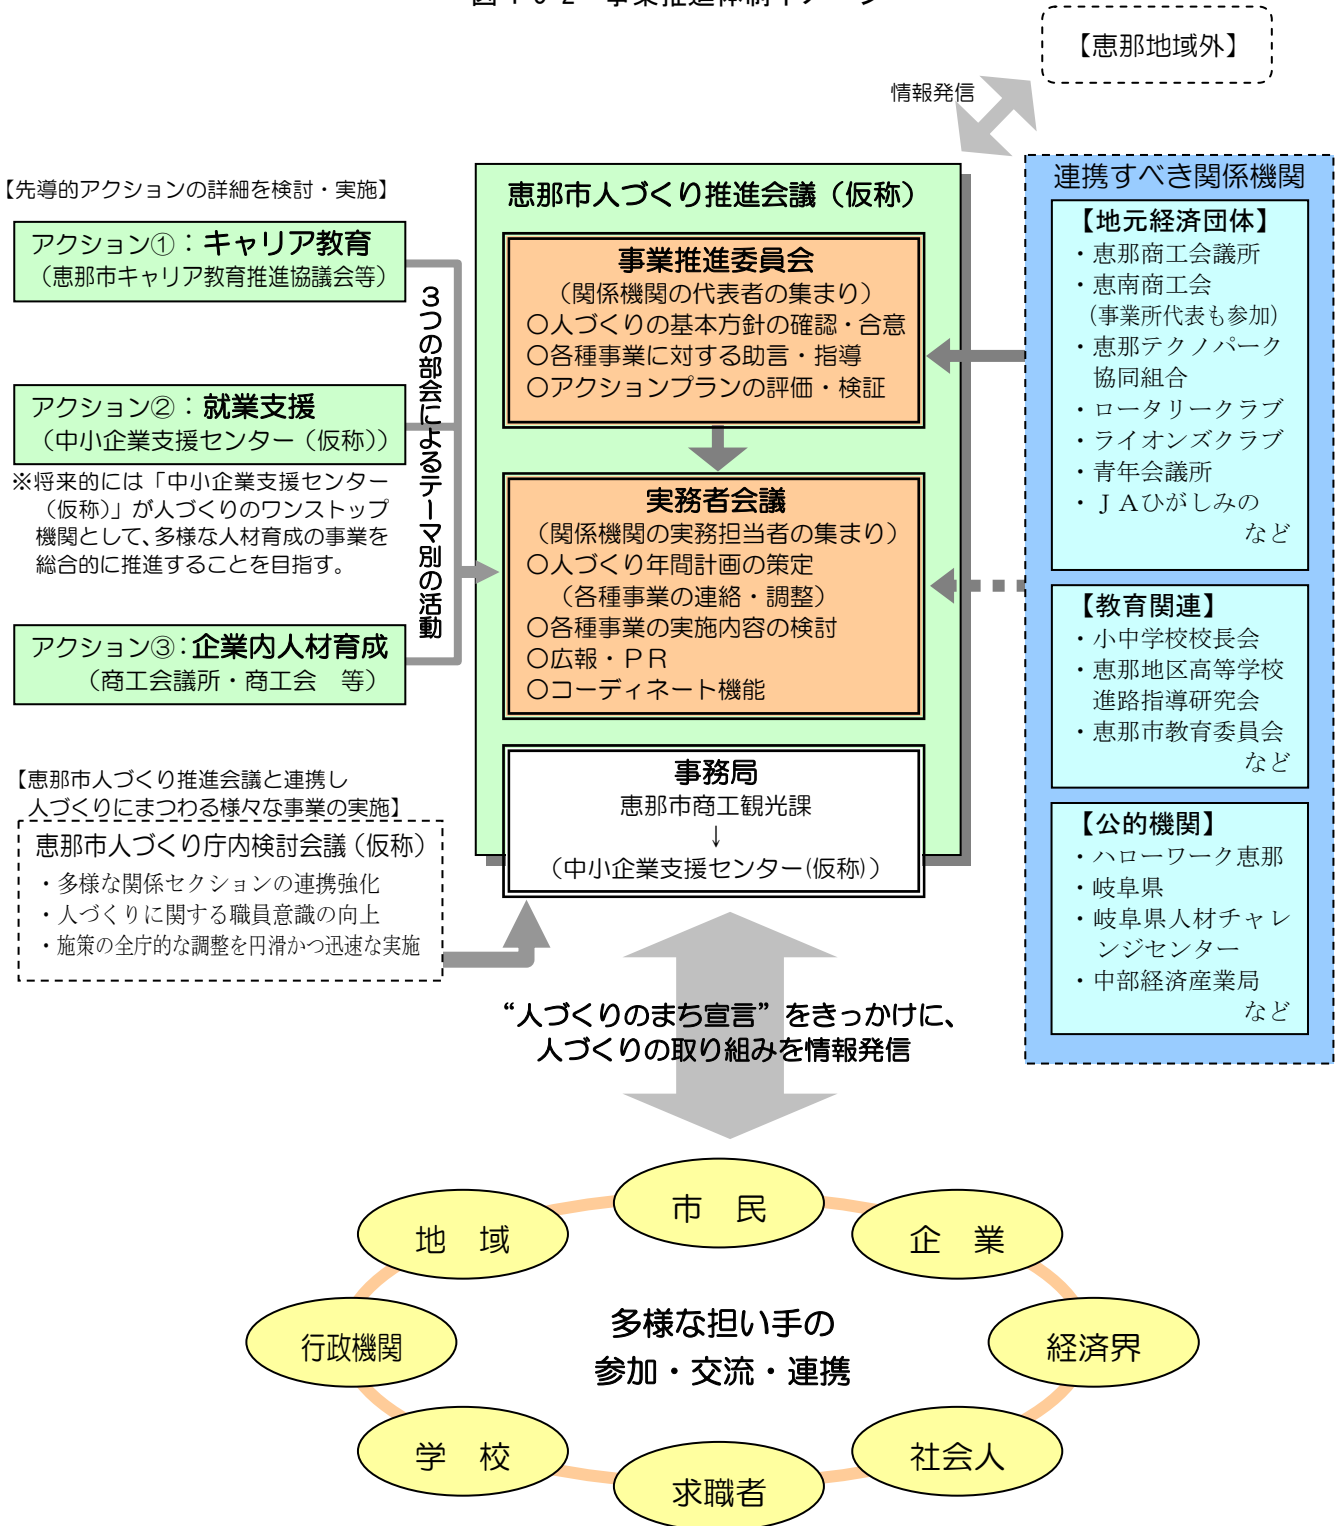 【恵那地域外】
情報発信
【先導的アクションの詳細を検討・実施】
アクション①：キャリア教育
（恵那市キャリア教育推進協議会等）
アクション②：就業支援
（中小企業支援センター（仮称））
※将来的には「中小企業支援センター
（仮称）」が人づくりのワンストップ
機関として、多様な人材育成の事業を
総合的に推進することを目指す。
アクション③：企業内人材育成
（商工会議所・商工会　等）
３つの部会によるテーマ別の活動
恵那市人づくり推進会議（仮称）
事業推進委員会
（関係機関の代表者の集まり）
〇人づくりの基本方針の確認・合意
〇各種事業に対する助言・指導
〇アクションプランの評価・検証
実務者会議
（関係機関の実務担当者の集まり）
〇人づくり年間計画の策定
（各種事業の連絡・調整）
〇各種事業の実施内容の検討
〇広報・ＰＲ
〇コーディネート機能
事務局
恵那市商工観光課
↓
（中小企業支援センター(仮称)）
連携すべき関係機関
【地元経済団体】
・恵那商工会議所
・恵南商工会
（事業所代表も参加）
・恵那テクノパーク
協同組合
・ロータリークラブ
・ライオンズクラブ
・青年会議所
・ＪＡひがしみの
など
【教育関連】
・小中学校校長会
・恵那地区高等学校
進路指導研究会
・恵那市教育委員会
など
【公的機関】
・ハローワーク恵那
・岐阜県
・岐阜県人材チャレ
ンジセンター
・中部経済産業局
など
【恵那市人づくり推進会議と連携し
人づくりにまつわる様々な事業の実施】
恵那市人づくり庁内検討会議（仮称）
・多様な関係セクションの連携強化
・人づくりに関する職員意識の向上
・施策の全庁的な調整を円滑かつ迅速な実施
“人づくりのまち宣言”をきっかけに、
人づくりの取り組みを情報発信
市　民
地　域
企　業
行政機関
多様な担い手の
参加・交流・連携
経済界
学　校
社会人
求職者